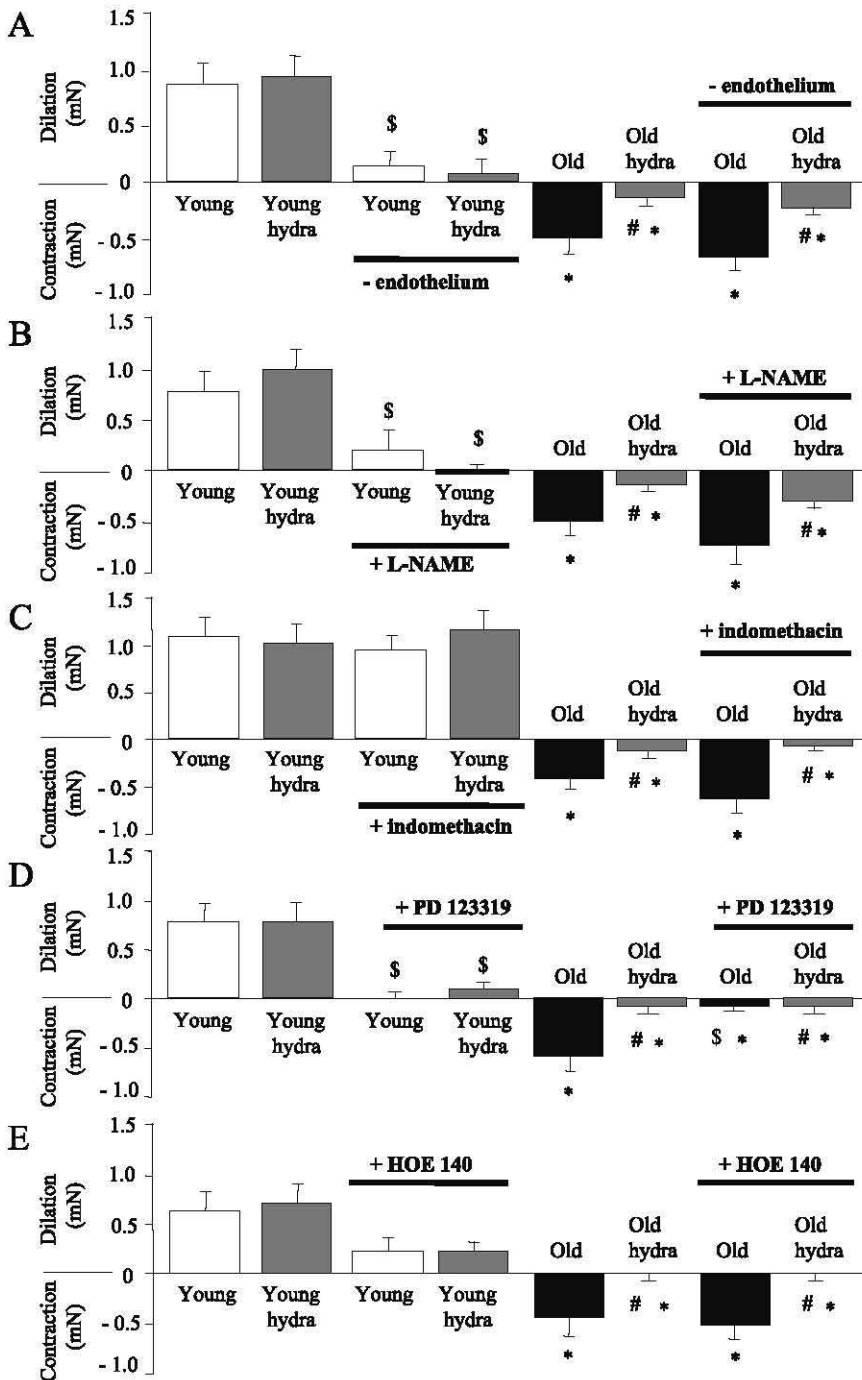 A
Dilation
(mN)
Contraction
(mN)
1.5
1.0
0.5
0
- 0.5
- 1.0
Young
Young
hydra
$
Young
$
Young
hydra
- endothelium
Old
*
Old
hydra
# *
- endothelium
Old
*
Old
hydra
# *
B
Dilation
(mN)
Contraction
(mN)
1.5
1.0
0.5
0
- 0.5
- 1.0
Young
Young
hydra
$
Young
$
Young
hydra
+ L-NAME
Old
*
Old
hydra
# *
+ L-NAME
Old
*
Old
hydra
# *
C
Dilation
(mN)
Contraction
(mN)
1.5
1.0
0.5
0
- 0.5
- 1.0
Young
Young
hydra
Young
Young
hydra
+ indomethacin
Old
*
Old
hydra
# *
+ indomethacin
Old
*
Old
hydra
# *
D
Dilation
(mN)
Contraction
(mN)
1.5
1.0
0.5
0
- 0.5
- 1.0
Young
Young
hydra
+ PD 123319
$
Young
$
Young
hydra
Old
*
Old
hydra
# *
+ PD 123319
Old
$ *
Old
hydra
# *
E
Dilation
(mN)
Contraction
(mN)
1.5
1.0
0.5
0
- 0.5
- 1.0
Young
Young
hydra
+ HOE 140
Young
Young
hydra
Old
*
Old
hydra
# *
+ HOE 140
Old
*
Old
hydra
# *